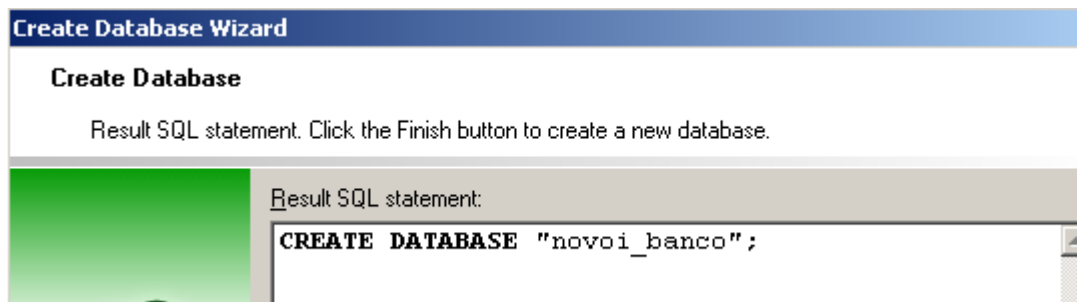 Create Database Wizard
Create Database
Result SQL statement. Click the Finish button to create a new database.
Result SQL statement:
CREATE DATABASE "novoi_banco";